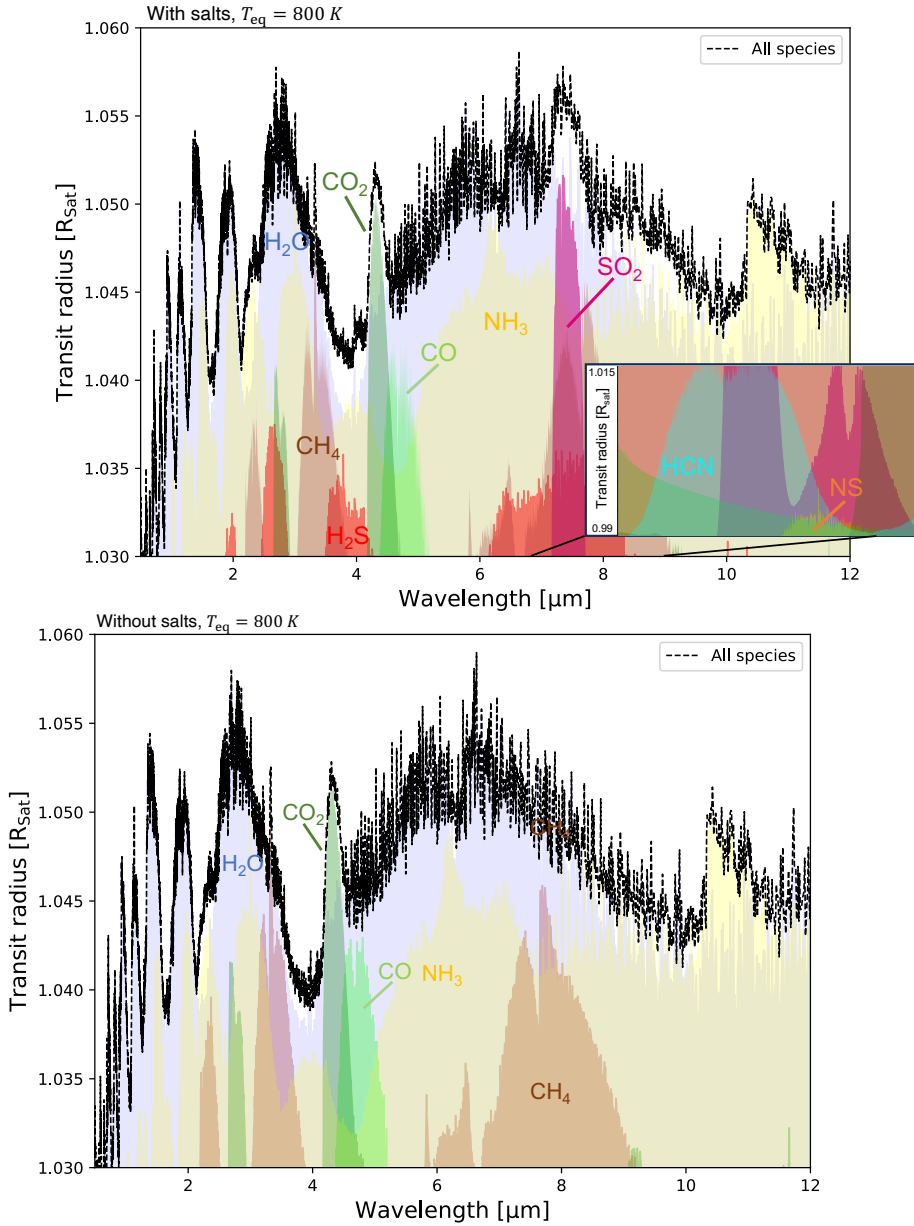 With salts, T_eq = 800 K
All species
1.060
1.055
1.050
1.045
1.040
1.035
1.030
Transit radius [R_Sat]
CO₂
H₂O
SO₂
NH₃
CO
CH₄
H₂S
1.015
0.99
Transit radius [R_sat]
HCN
NS
2 4 6 8 10 12
Wavelength [μm]
Without salts, T_eq = 800 K
All species
1.060
1.055
1.050
1.045
1.040
1.035
1.030
Transit radius [R_Sat]
CO₂
CH₄
H₂O
NH₃
CO
CH₄
2 4 6 8 10 12
Wavelength [μm]